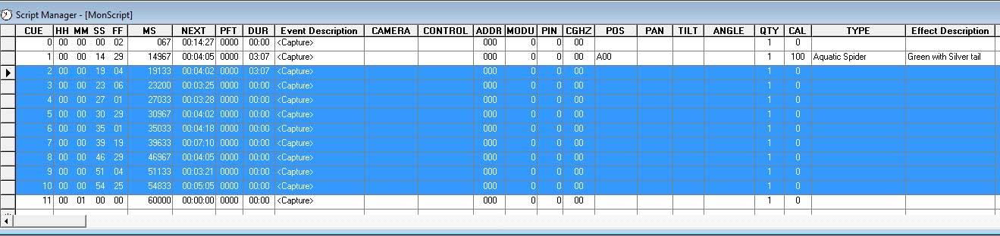 Script Manager - [MonScript]
CUE HH MM SS FF MS NEXT PFT DUR Event Description CAMERA CONTROL ADDR MODU PIN CGHZ POS PAN TILT ANGLE QTY CAL TYPE Effect Description
0 00 00 00 02 067 00:14:27 0000 00:00 <Capture> 000 0 0 00 1 0
1 00 00 14 29 14967 00:04:05 0000 03:07 <Capture> 000 0 0 00 A00 1 100 Aquatic Spider Green with Silver tail
2 00 00 19 04 19133 00:04:02 0000 03:07 <Capture> 000 0 0 00 1 0
3 00 00 23 06 23200 00:03:25 0000 00:00 <Capture> 000 0 0 00 1 0
4 00 00 27 01 27033 00:03:28 0000 00:00 <Capture> 000 0 0 00 1 0
5 00 00 30 29 30967 00:04:02 0000 00:00 <Capture> 000 0 0 00 1 0
6 00 00 35 01 35033 00:04:18 0000 00:00 <Capture> 000 0 0 00 1 0
7 00 00 39 19 39633 00:07:10 0000 00:00 <Capture> 000 0 0 00 1 0
8 00 00 46 29 46967 00:04:05 0000 00:00 <Capture> 000 0 0 00 1 0
9 00 00 51 04 51133 00:03:21 0000 00:00 <Capture> 000 0 0 00 1 0
10 00 00 54 25 54833 00:05:05 0000 00:00 <Capture> 000 0 0 00 1 0
11 00 01 00 00 60000 00:00:00 0000 00:00 <Capture> 000 0 0 00 1 0